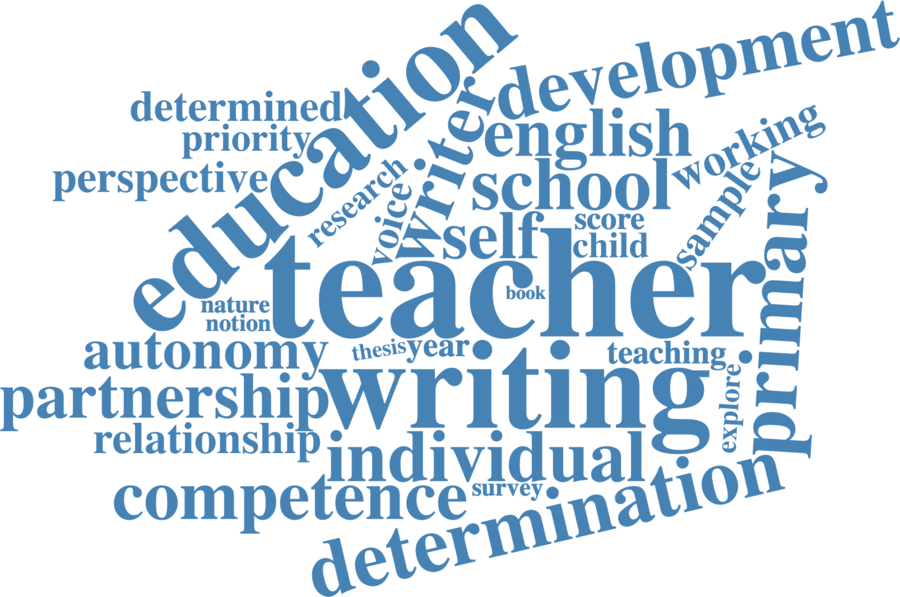 education
development
determined
writer
english
priority
working
perspective
research
school
sample
voice
self
score
child
primary
teacher
nature
book
notion
autonomy
thesis
year
teaching
partnership
writing
explore
relationship
individual
competence
survey
determination